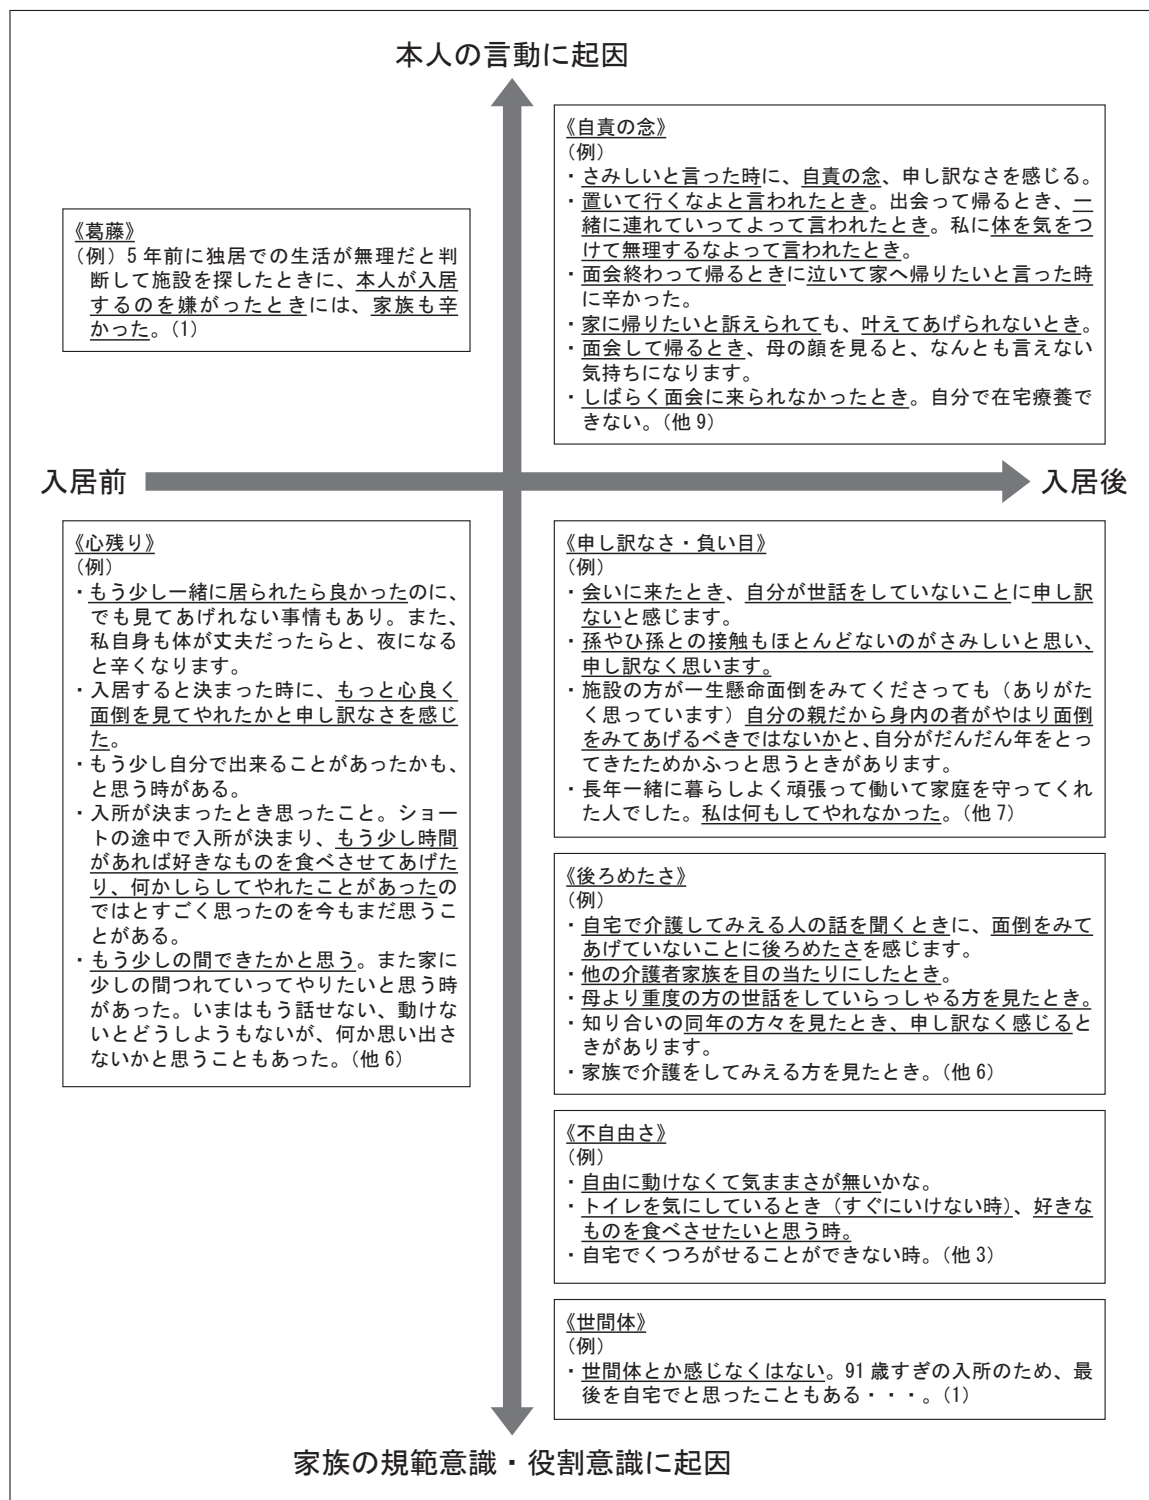 本人の言動に起因
《自責の念》
（例）
・さみしいと言った時に、自責の念、申し訳なさを感じる。
・置いて行くなよと言われたとき。出会って帰るとき、一
緒に連れていってよって言われたとき。私に体を気をつ
けて無理するなよって言われたとき。
・面会終わって帰るときに泣いて家へ帰りたいと言った時
に辛かった。
・家に帰りたいと訴えられても、叶えてあげられないとき。
・面会して帰るとき、母の顔を見ると、なんとも言えない
気持ちになります。
・しばらく面会に来られなかったとき。自分で在宅療養で
きない。（他 9）
《葛藤》
（例）5 年前に独居での生活が無理だと判
断して施設を探したときに、本人が入居
するのを嫌がったときには、家族も辛
かった。（1）
入居前
入居後
《心残り》
（例）
・もう少し一緒に居られたら良かったのに、
でも見てあげれない事情もあり。また、
私自身も体が丈夫だったらと、夜になる
と辛くなります。
・入居すると決まった時に、もっと心良く
面倒を見てやれたかと申し訳なさを感じ
た。
・もう少し自分で出来ることがあったかも、
と思う時がある。
・入所が決まったとき思ったこと。ショー
トの途中で入所が決まり、もう少し時間
があれば好きなものを食べさせてあげた
り、何かしらしてやれたことがあったの
ではとすごく思ったのを今もまだ思うこ
とがある。
・もう少しの間できたかと思う。また家に
少しの間つれていってやりたいと思う時
があった。いまはもう話せない、動けな
いとどうしようもないが、何か思い出さ
ないかと思うこともあった。（他 6）
《申し訳なさ・負い目》
（例）
・会いに来たとき、自分が世話をしていないことに申し訳
ないと感じます。
・孫やひ孫との接触もほとんどないのがさみしいと思い、
申し訳なく思います。
・施設の方が一生懸命面倒をみてくださっても（ありがた
く思っています）自分の親だから身内の者がやはり面倒
をみてあげるべきではないかと、自分がだんだん年をとっ
てきたためかふっと思うときがあります。
・長年一緒に暮らしよく頑張って働いて家庭を守ってくれ
た人でした。私は何もしてやれなかった。（他 7）
《後ろめたさ》
（例）
・自宅で介護してみえる人の話を聞くときに、面倒をみて
あげていないことに後ろめたさを感じます。
・他の介護者家族を目の当たりにしたとき。
・母より重度の方の世話をしていらっしゃる方を見たとき。
・知り合いの同年の方々を見たとき、申し訳なく感じると
きがあります。
・家族で介護をしてみえる方を見たとき。（他 6）
《不自由さ》
（例）
・自由に動けなくて気ままさが無いかな。
・トイレを気にしているとき（すぐにいけない時）、好きな
ものを食べさせたいと思う時。
・自宅でくつろがせることができない時。（他 3）
《世間体》
（例）
・世間体とか感じなくはない。91 歳すぎの入所のため、最
後を自宅でと思ったこともある・・・。（1）
家族の規範意識・役割意識に起因